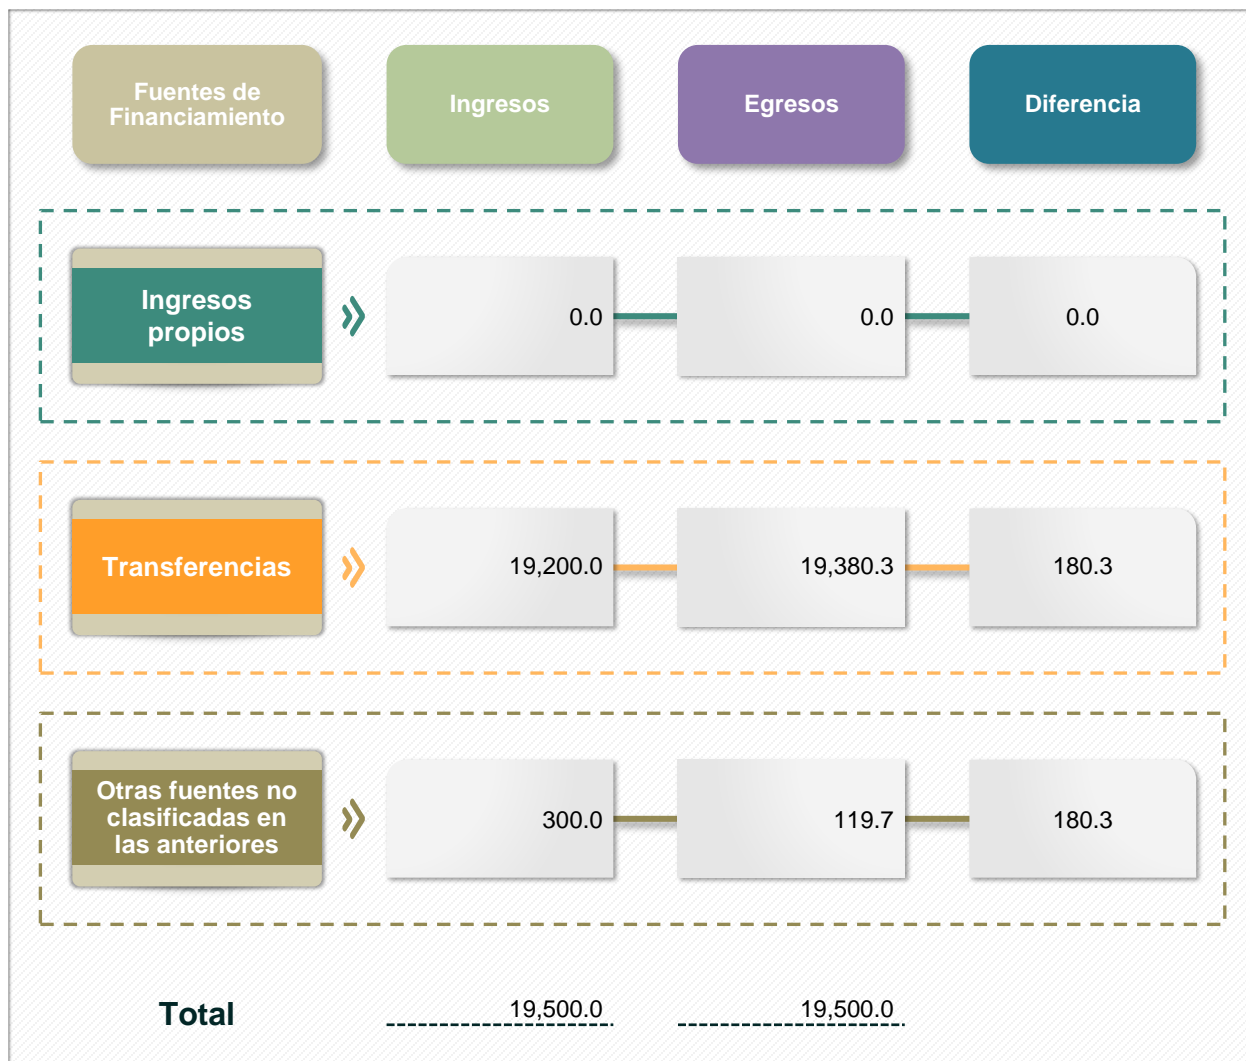 Fuentes de
Financiamiento
Ingresos
Egresos
Diferencia
Ingresos
propios
0.0
0.0
0.0
Transferencias
19,200.0
19,380.3
180.3
Otras fuentes no
clasificadas en
las anteriores
300.0
119.7
180.3
Total
19,500.0
19,500.0